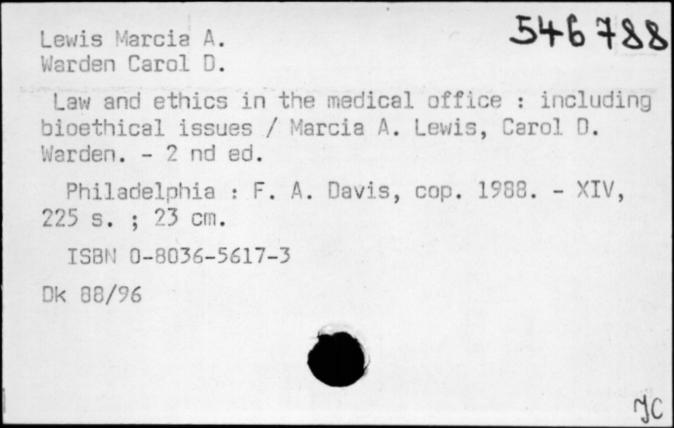 546788
Lewis Marcia A.
Warden Carol D.
Law and ethics in the medical office : including
bioethical issues / Marcia A. Lewis, Carol D.
Warden. - 2 nd ed.
Philadelphia : F. A. Davis, cop. 1988. - XIV,
225 s. ; 23 cm.
ISBN 0-8036-5617-3
Dk 88/96
JC